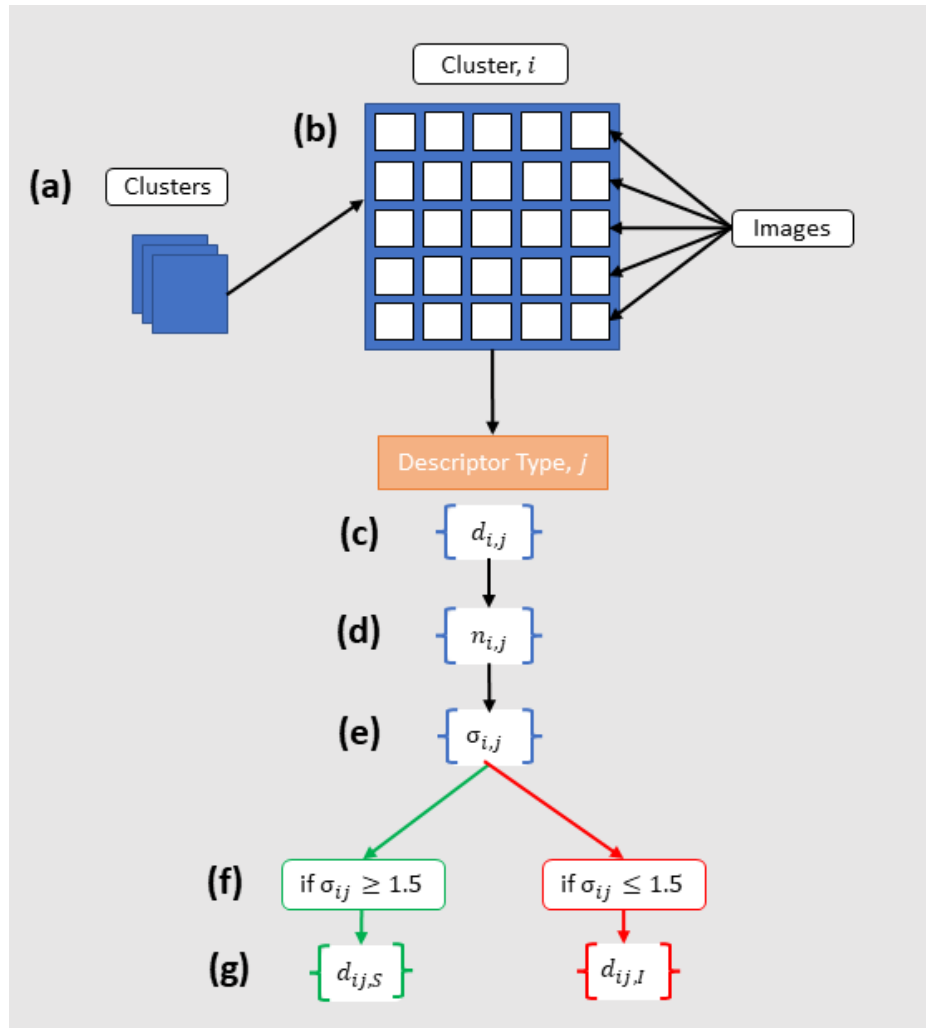 Cluster, i
(b)
(a)
Clusters
Images
Descriptor Type, j
(c)
d_{i,j}
(d)
n_{i,j}
(e)
σ_{i,j}
(f)
if σ_{ij} ≥ 1.5
if σ_{ij} ≤ 1.5
(g)
d_{ij,S}
d_{ij,I}